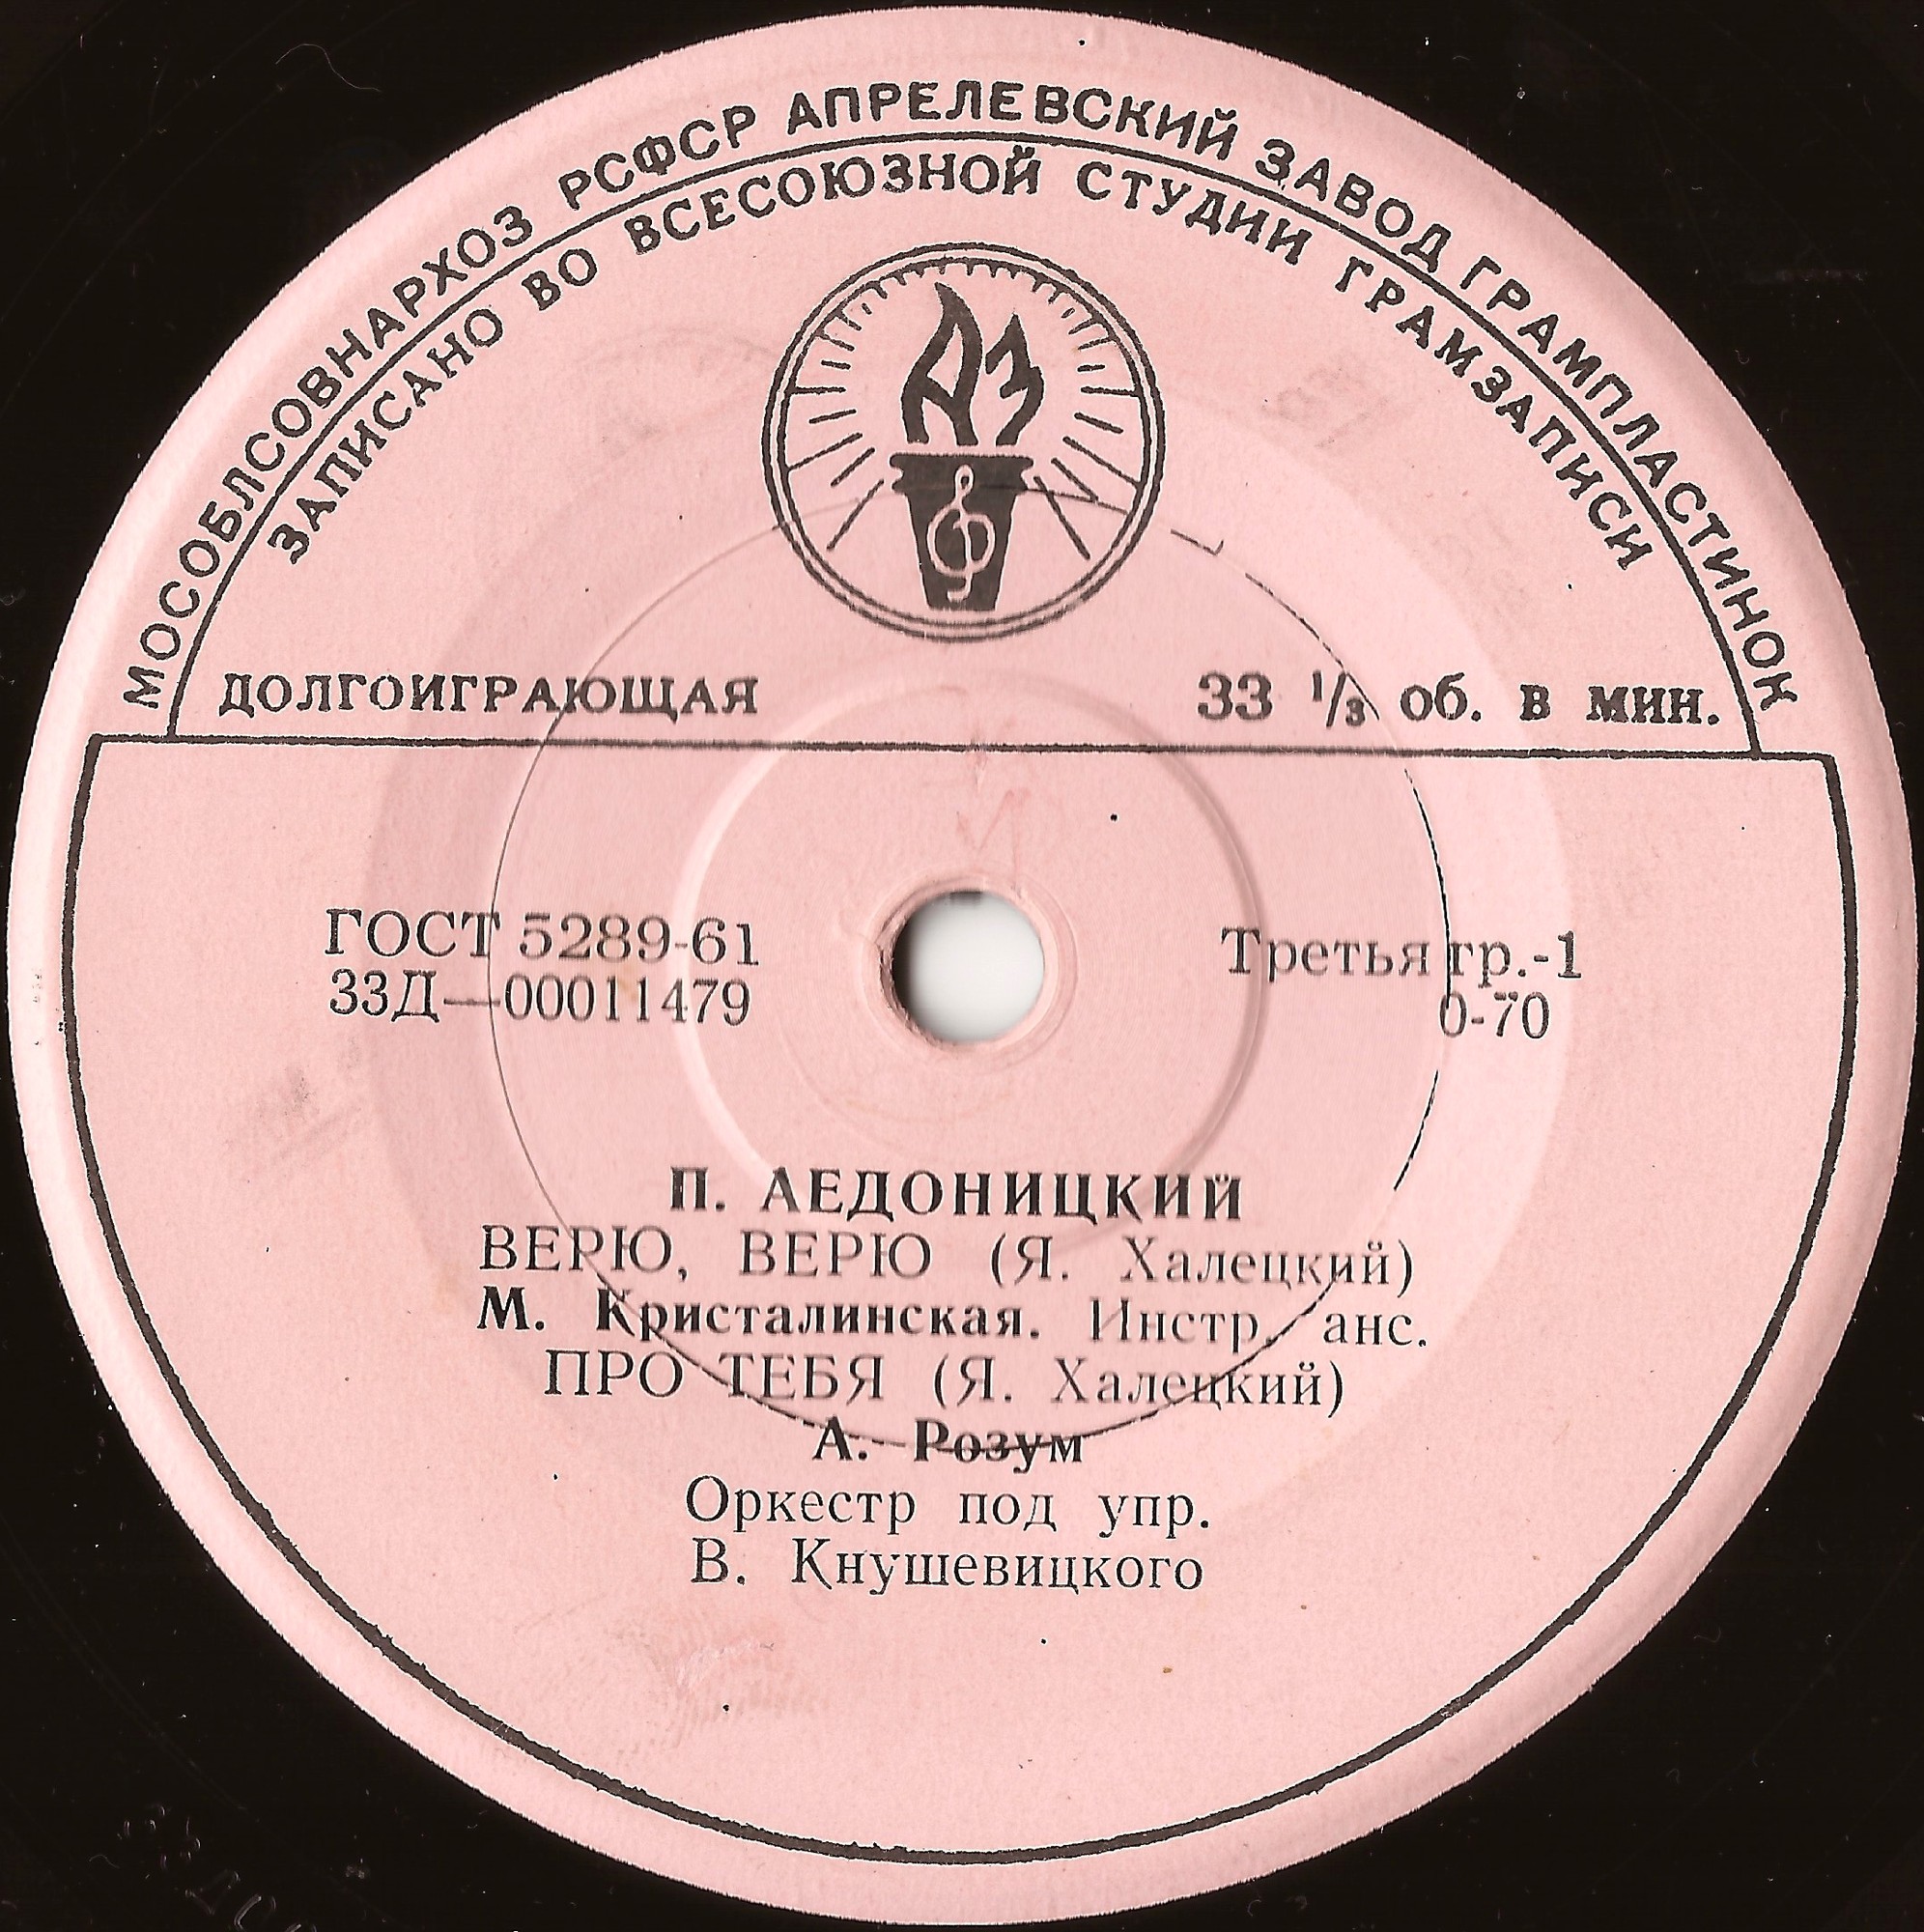 МОСОБЛСОВНАРХОЗ РСФСР АПРЕЛЕВСКИЙ ЗАВОД ГРАМПЛАСТИНОК
ЗАПИСАНО ВО ВСЕСОЮЗНОЙ СТУДИИ ГРАМЗАПИСИ
АЗ
ДОЛГОИГРАЮЩАЯ 33 1/3 об. в мин.
ГОСТ 5289-61 Третья гр.-1
33Д—00011479 0-70
П. АЕДОНИЦКИЙ
ВЕРЮ, ВЕРЮ (Я. Халецкий)
М. Кристалинская. Инстр. анс.
ПРО ТЕБЯ (Я. Халецкий)
А. Розум
Оркестр под упр.
В. Кнушевицкого